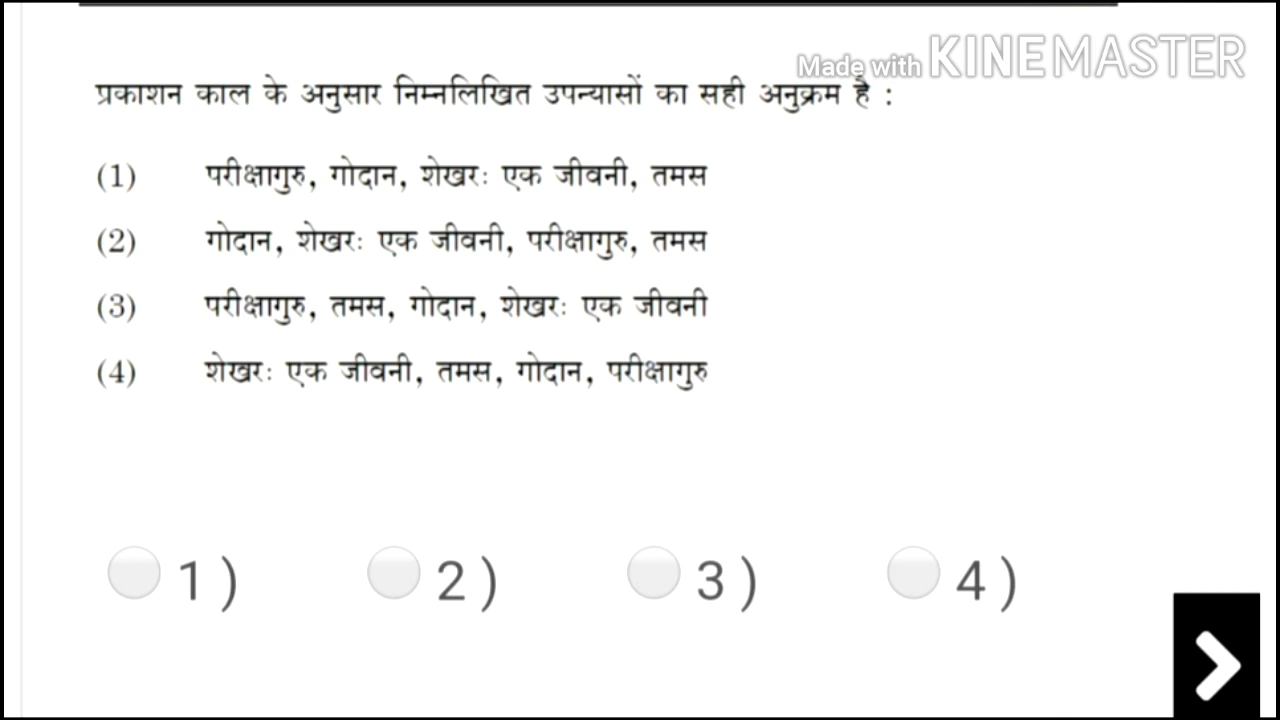 Made with KINEMASTER
प्रकाशन काल के अनुसार निम्नलिखित उपन्यासों का सही अनुक्रम है :
(1) परीक्षागुरु, गोदान, शेखरः एक जीवनी, तमस
(2) गोदान, शेखरः एक जीवनी, परीक्षागुरु, तमस
(3) परीक्षागुरु, तमस, गोदान, शेखरः एक जीवनी
(4) शेखरः एक जीवनी, तमस, गोदान, परीक्षागुरु
1 ) 2 ) 3 ) 4 )